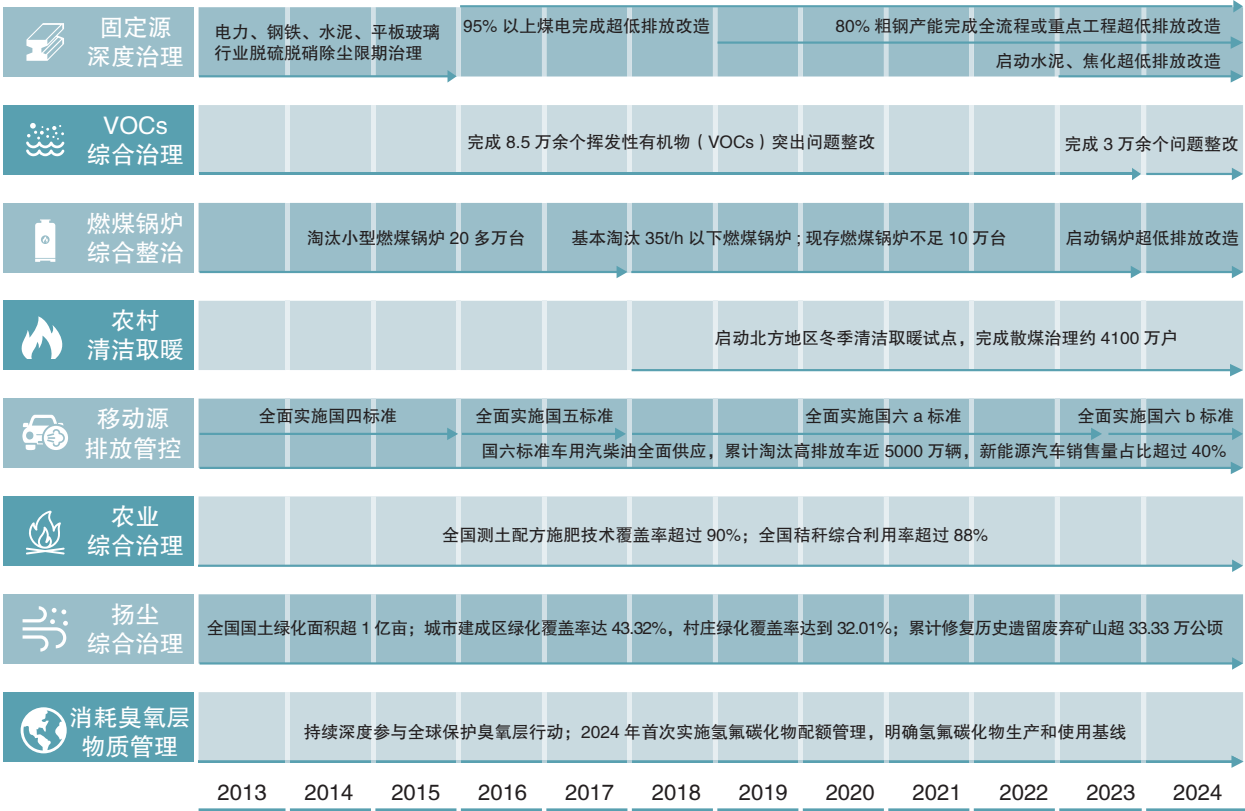 固定源
深度治理
电力、钢铁、水泥、平板玻璃
行业脱硫脱硝除尘限期治理
95% 以上煤电完成超低排放改造
80% 粗钢产能完成全流程或重点工程超低排放改造
启动水泥、焦化超低排放改造
VOCs
综合治理
完成 8.5 万余个挥发性有机物（VOCs）突出问题整改
完成 3 万余个问题整改
燃煤锅炉
综合整治
淘汰小型燃煤锅炉 20 多万台
基本淘汰 35t/h 以下燃煤锅炉 ; 现存燃煤锅炉不足 10 万台
启动锅炉超低排放改造
农村
清洁取暖
启动北方地区冬季清洁取暖试点，完成散煤治理约 4100 万户
移动源
排放管控
全面实施国四标准
全面实施国五标准
全面实施国六 a 标准
全面实施国六 b 标准
国六标准车用汽柴油全面供应，累计淘汰高排放车近 5000 万辆，新能源汽车销售量占比超过 40%
农业
综合治理
全国测土配方施肥技术覆盖率超过 90%；全国秸秆综合利用率超过 88%
扬尘
综合治理
全国国土绿化面积超 1 亿亩；城市建成区绿化覆盖率达 43.32%，村庄绿化覆盖率达到 32.01%；累计修复历史遗留废弃矿山超 33.33 万公顷
消耗臭氧层
物质管理
持续深度参与全球保护臭氧层行动；2024 年首次实施氢氟碳化物配额管理，明确氢氟碳化物生产和使用基线
2013 2014 2015 2016 2017 2018 2019 2020 2021 2022 2023 2024